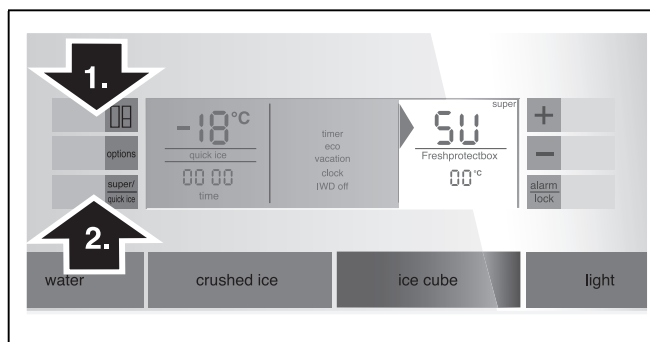 1.
-18°C
quick ice
00 00
time
timer
eco
vacation
clock
IWD off
super
SU
Freshprotectbox
00°C
options
super/
quick ice
+
-
alarm
lock
2.
water
crushed ice
ice cube
light